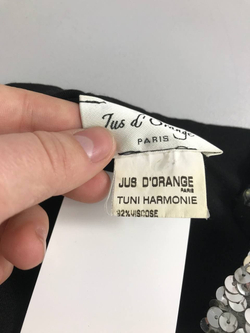 Jus d'Orange
PARIS
JUS D'ORANGE
PARIS
TUNI HARMONIE
92% VISCOSE